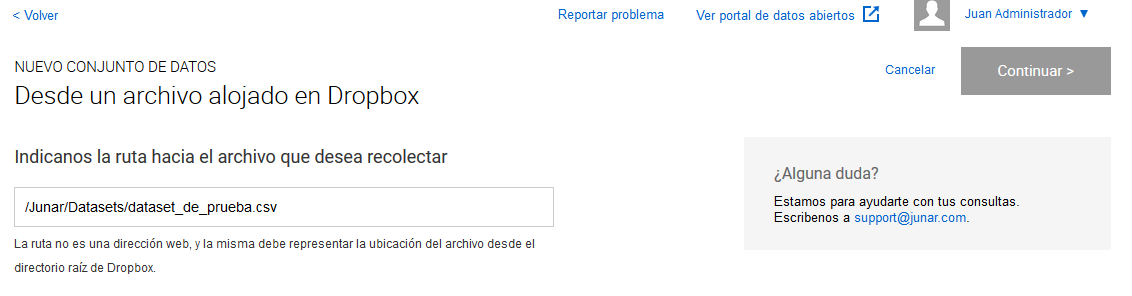 < Volver
Reportar problema
Ver portal de datos abiertos
Juan Administrador ▼
NUEVO CONJUNTO DE DATOS
Desde un archivo alojado en Dropbox
Cancelar
Continuar >
Indicanos la ruta hacia el archivo que desea recolectar
/Junar/Datasets/dataset_de_prueba.csv
La ruta no es una dirección web, y la misma debe representar la ubicación del archivo desde el
directorio raíz de Dropbox.
¿Alguna duda?
Estamos para ayudarte con tus consultas.
Escribenos a support@junar.com.